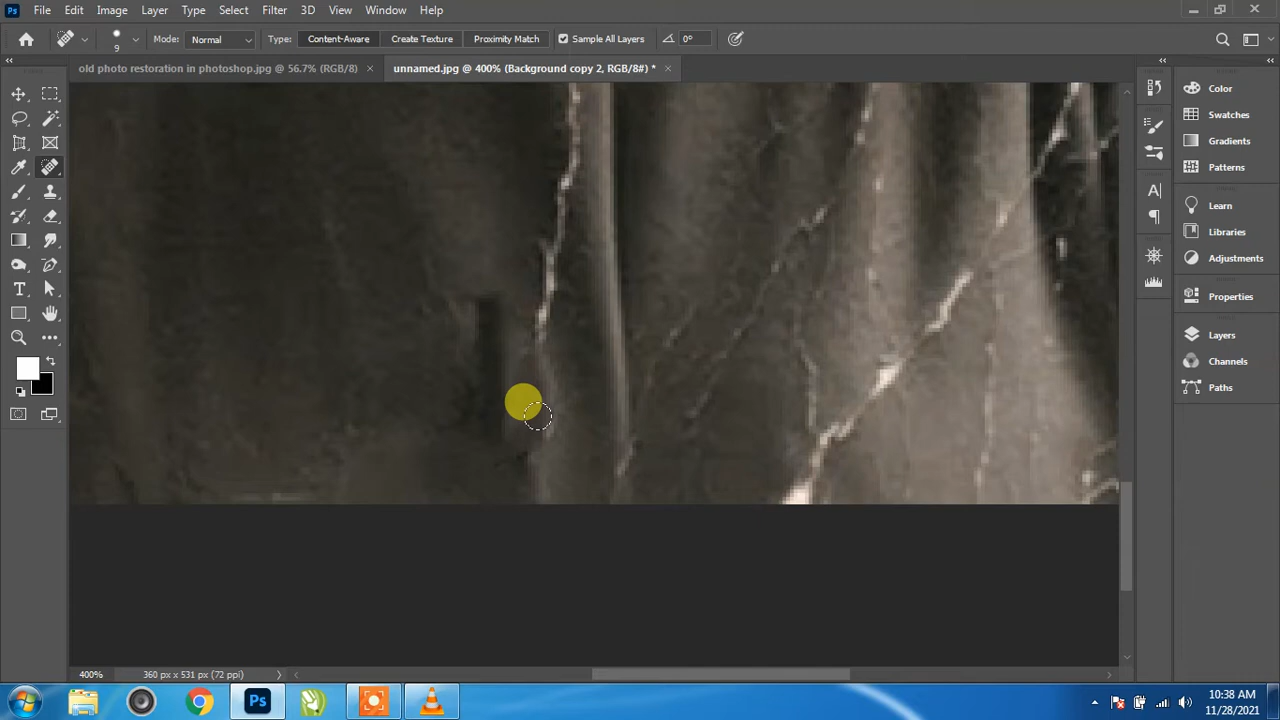 Ps File Edit Image Layer Type Select Filter 3D View Window Help
9 Mode: Normal Type: Content-Aware Create Texture Proximity Match Sample All Layers 0°
old photo restoration in photoshop.jpg @ 56.7% (RGB/8) × unnamed.jpg @ 400% (Background copy 2, RGB/8#) * ×
Color
Swatches
Gradients
Patterns
Learn
Libraries
Adjustments
Properties
Layers
Channels
Paths
400% 360 px x 531 px (72 ppi)
Ps
10:38 AM
11/28/2021